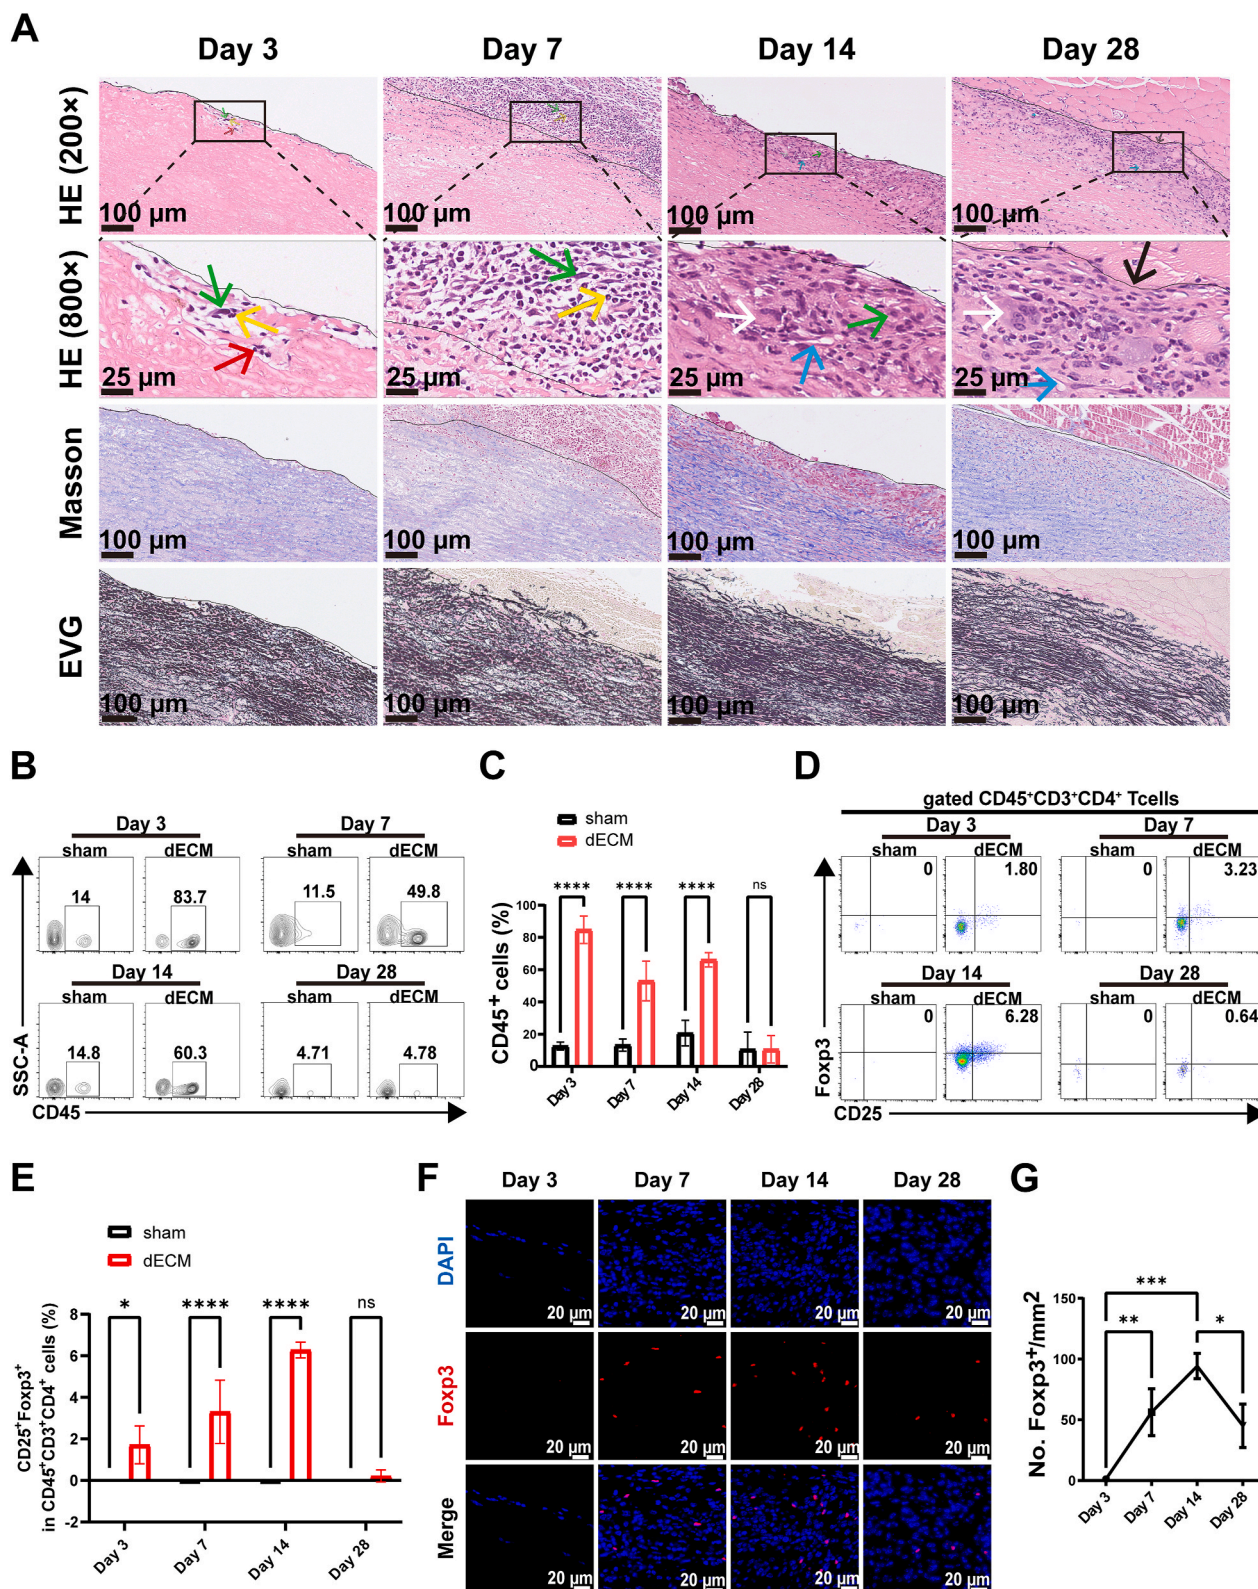 A
Day 3 Day 7 Day 14 Day 28
HE (200×)
100 µm 100 µm 100 µm 100 µm
HE (800×)
25 µm 25 µm 25 µm 25 µm
Masson
100 µm 100 µm 100 µm 100 µm
EVG
100 µm 100 µm 100 µm 100 µm
B
Day 3 Day 7
sham dECM sham dECM
14 83.7 11.5 49.8
Day 14 Day 28
sham dECM sham dECM
14.8 60.3 4.71 4.78
SSC-A
CD45
C
sham
dECM
**** **** **** ns
CD45+ cells (%)
100
80
60
40
20
0
Day 3 Day 7 Day 14 Day 28
D
gated CD45+CD3+CD4+ Tcells
Day 3 Day 7
sham dECM sham dECM
0 1.80 0 3.23
Day 14 Day 28
sham dECM sham dECM
0 6.28 0 0.64
Foxp3
CD25
E
sham
dECM
* **** **** ns
CD25+Foxp3+
in CD45+CD3+CD4+ cells (%)
8
6
4
2
0
-2
Day 3 Day 7 Day 14 Day 28
F
Day 3 Day 7 Day 14 Day 28
DAPI
20 µm 20 µm 20 µm 20 µm
Foxp3
20 µm 20 µm 20 µm 20 µm
Merge
20 µm 20 µm 20 µm 20 µm
G
***
** *
No. Foxp3+/mm2
150
100
50
0
Day 3 Day 7 Day 14 Day 28